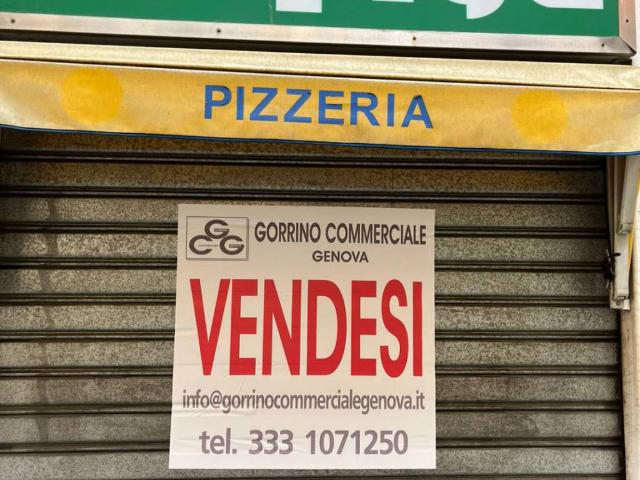 PIZZERIA
GCG
GORRINO COMMERCIALE
GENOVA
VENDESI
info@gorrinocommercialegenova.it
tel. 333 1071250